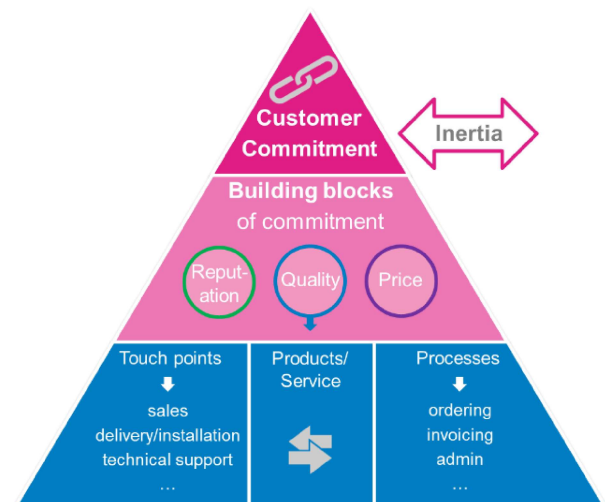 Customer
Commitment
Inertia
Building blocks
of commitment
Reput-
ation
Quality
Price
Touch points
sales
delivery/installation
technical support
...
Products/
Service
Processes
ordering
invoicing
admin
...